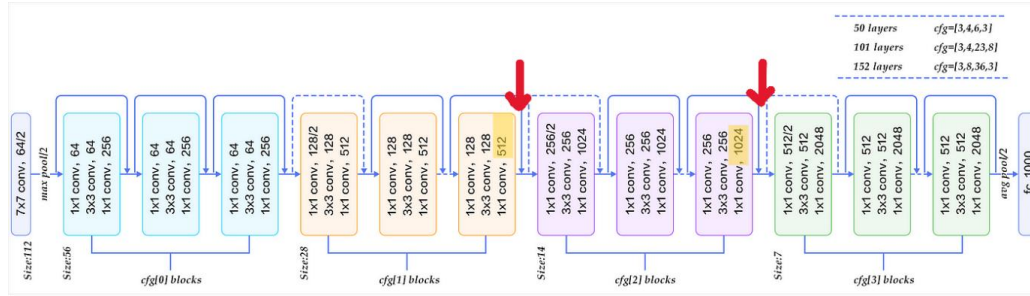 50 layers cfg=[3,4,6,3]
101 layers cfg=[3,4,23,8]
152 layers cfg=[3,8,36,3]
7x7 conv, 64/2
max pool/2
1x1 conv, 64
3x3 conv, 64
1x1 conv, 256
1x1 conv, 64
3x3 conv, 64
1x1 conv, 256
1x1 conv, 64
3x3 conv, 64
1x1 conv, 256
1x1 conv, 128/2
3x3 conv, 128
1x1 conv, 512
1x1 conv, 128
3x3 conv, 128
1x1 conv, 512
1x1 conv, 128
3x3 conv, 128
1x1 conv, 512
1x1 conv, 256/2
3x3 conv, 256
1x1 conv, 1024
1x1 conv, 256
3x3 conv, 256
1x1 conv, 1024
1x1 conv, 256
3x3 conv, 256
1x1 conv, 1024
1x1 conv, 512/2
3x3 conv, 512
1x1 conv, 2048
1x1 conv, 512
3x3 conv, 512
1x1 conv, 2048
1x1 conv, 512
3x3 conv, 512
1x1 conv, 2048
avg pool/2
Size:112
Size:56
cfg[0] blocks
Size:28
cfg[1] blocks
Size:14
cfg[2] blocks
Size:7
cfg[3] blocks